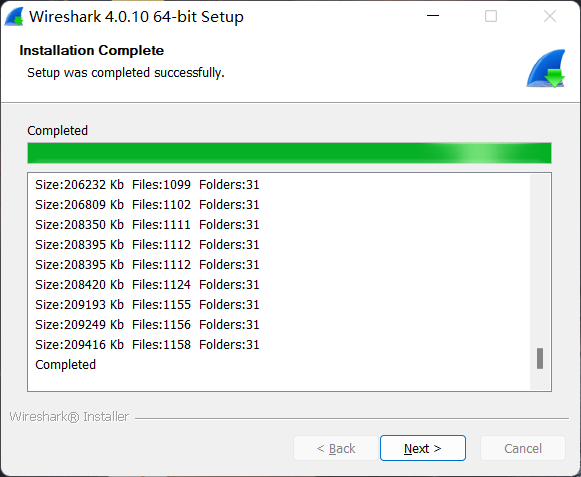 Wireshark 4.0.10 64-bit Setup
Installation Complete
Setup was completed successfully.
Completed
Size:206232 Kb  Files:1099  Folders:31
Size:206809 Kb  Files:1102  Folders:31
Size:208350 Kb  Files:1111  Folders:31
Size:208395 Kb  Files:1112  Folders:31
Size:208395 Kb  Files:1112  Folders:31
Size:208420 Kb  Files:1124  Folders:31
Size:209193 Kb  Files:1155  Folders:31
Size:209249 Kb  Files:1156  Folders:31
Size:209416 Kb  Files:1158  Folders:31
Completed
Wireshark® Installer
< Back  Next >  Cancel